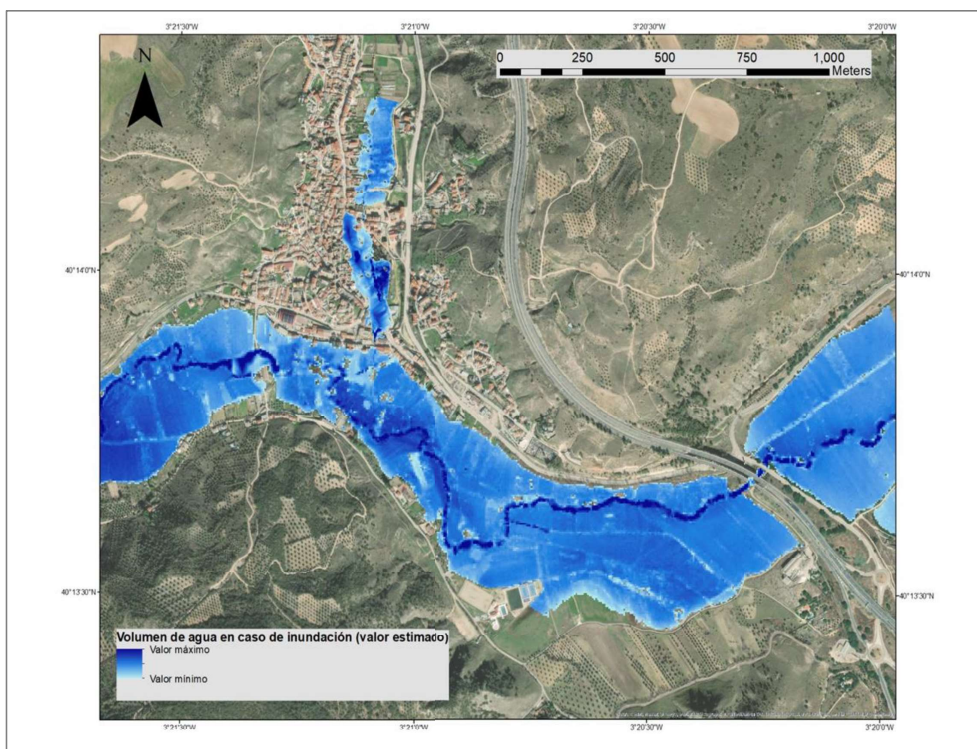 3°21'30"W 3°21'0"W 3°20'30"W 3°20'0"W
N
0 250 500 750 1,000
Meters
40°14'0"N 40°14'0"N
40°13'30"N 40°13'30"N
Volumen de agua en caso de inundación (valor estimado)
Valor máximo
Valor mínimo
3°21'30"W 3°21'0"W 3°20'30"W 3°20'0"W